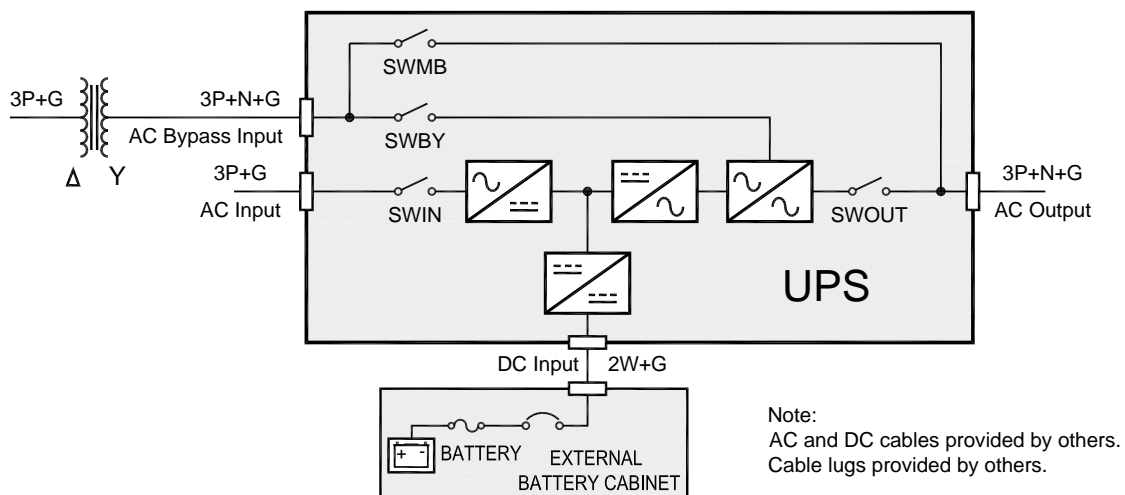 SWMB
3P+G
3P+N+G
AC Bypass Input
SWBY
Δ Y
3P+G
AC Input
SWIN
SWOUT
3P+N+G
AC Output
UPS
DC Input 2W+G
+ -
BATTERY
EXTERNAL
BATTERY CABINET
Note:
AC and DC cables provided by others.
Cable lugs provided by others.